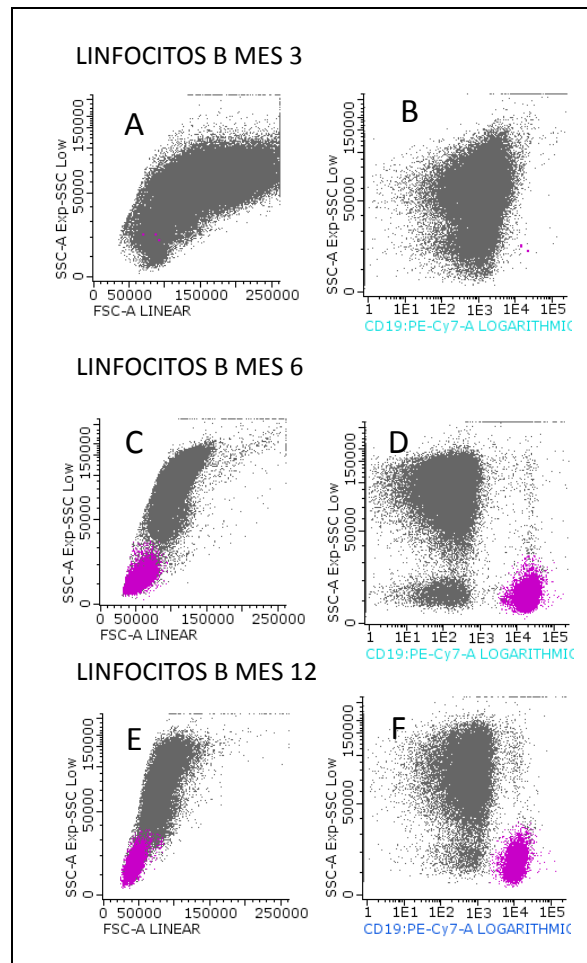 LINFOCITOS B MES 3
A
SSC-A Exp-SSC Low
0 50000 150000
0 50000 150000 250000
FSC-A LINEAR
B
SSC-A Exp-SSC Low
0 50000 150000
1 1E1 1E2 1E3 1E4 1E5
CD19:PE-Cy7-A LOGARITHMIC
LINFOCITOS B MES 6
C
SSC-A Exp-SSC Low
0 50000 150000
0 50000 150000 250000
FSC-A LINEAR
D
SSC-A Exp-SSC Low
0 50000 150000
1 1E1 1E2 1E3 1E4 1E5
CD19:PE-Cy7-A LOGARITHMIC
LINFOCITOS B MES 12
E
SSC-A Exp-SSC Low
0 50000 150000
0 50000 150000 250000
FSC-A LINEAR
F
SSC-A Exp-SSC Low
0 50000 150000
1 1E1 1E2 1E3 1E4 1E5
CD19:PE-Cy7-A LOGARITHMIC